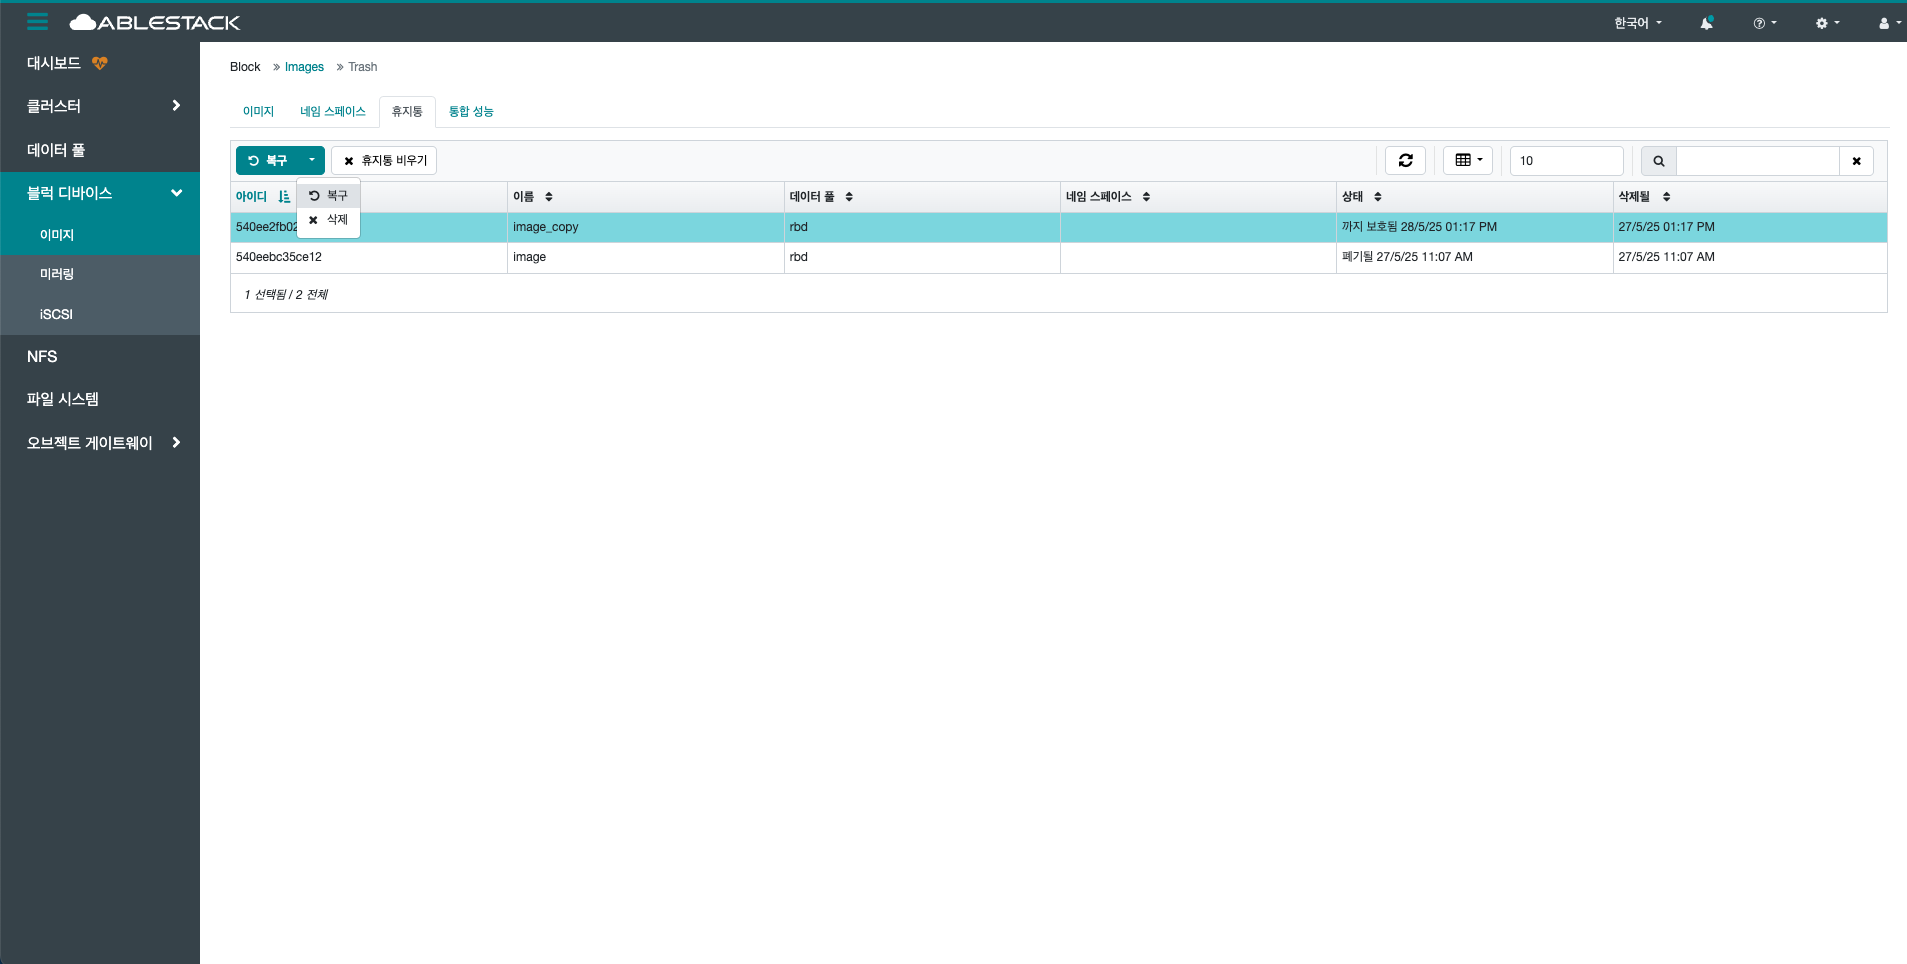 ABLESTACK
한국어
대시보드
클러스터
데이터 풀
블럭 디바이스
이미지
미러링
iSCSI
NFS
파일 시스템
오브젝트 게이트웨이
Block » Images » Trash
이미지 네임 스페이스 휴지통 통합 성능
복구 휴지통 비우기 10
복구
삭제
아이디 이름 데이터 풀 네임 스페이스 상태 삭제될
540ee2fb02 image_copy rbd 까지 보호됨 28/5/25 01:17 PM 27/5/25 01:17 PM
540eebc35ce12 image rbd 폐기될 27/5/25 11:07 AM 27/5/25 11:07 AM
1 선택됨 / 2 전체